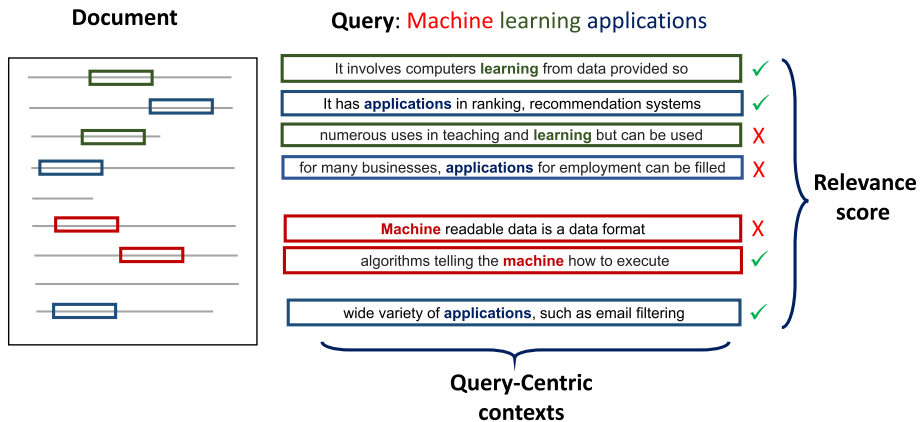 Document
Query: Machine learning applications
It involves computers learning from data provided so ✓
It has applications in ranking, recommendation systems ✓
numerous uses in teaching and learning but can be used X
for many businesses, applications for employment can be filled X
Machine readable data is a data format X
algorithms telling the machine how to execute ✓
wide variety of applications, such as email filtering ✓
Relevance
score
Query-Centric
contexts